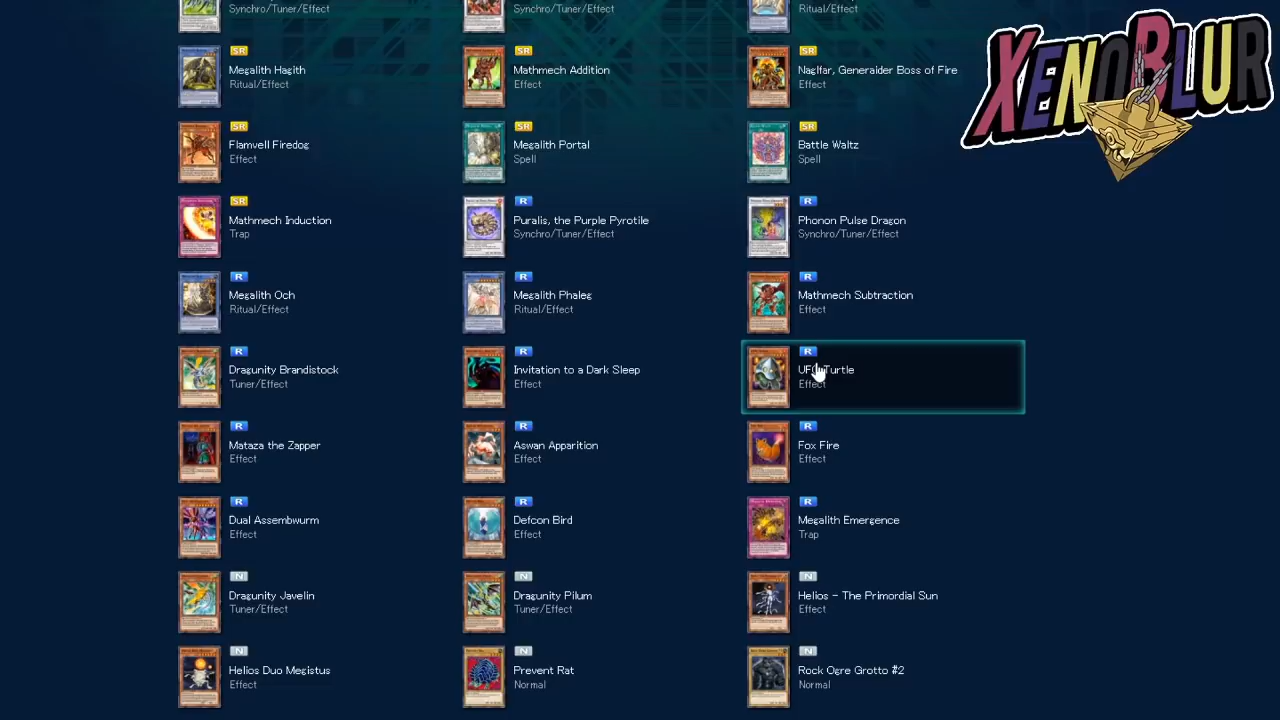 Synchro/Tuner/Effect
Synchro/Tuner/Effect
Ritual/Effect
SR
Megalith Hagith
Ritual/Effect
SR
Mathmech Addition
Effect
SR
Naglfar, Generaider Boss of Fire
Effect
SR
Flamvell Firedog
Effect
SR
Megalith Portal
Spell
SR
Battle Waltz
Spell
SR
Mathmech Induction
Trap
R
Puralis, the Purple Pyrotile
Synchro/Tuner/Effect
R
Phonon Pulse Dragon
Synchro/Tuner/Effect
R
Megalith Och
Ritual/Effect
R
Megalith Phaleg
Ritual/Effect
R
Mathmech Subtraction
Effect
R
Dragunity Brandistock
Tuner/Effect
R
Invitation to a Dark Sleep
Effect
R
UFO Turtle
Effect
R
Mataza the Zapper
Effect
R
Aswan Apparition
Effect
R
Fox Fire
Effect
R
Dual Assembwurm
Effect
R
Defcon Bird
Effect
R
Megalith Emergence
Trap
N
Dragunity Javelin
Tuner/Effect
N
Dragunity Pilum
Tuner/Effect
N
Helios - The Primordial Sun
Effect
N
Helios Duo Megistus
Effect
N
Prevent Rat
Normal
N
Rock Ogre Grotto #2
Normal
XENOBLUR